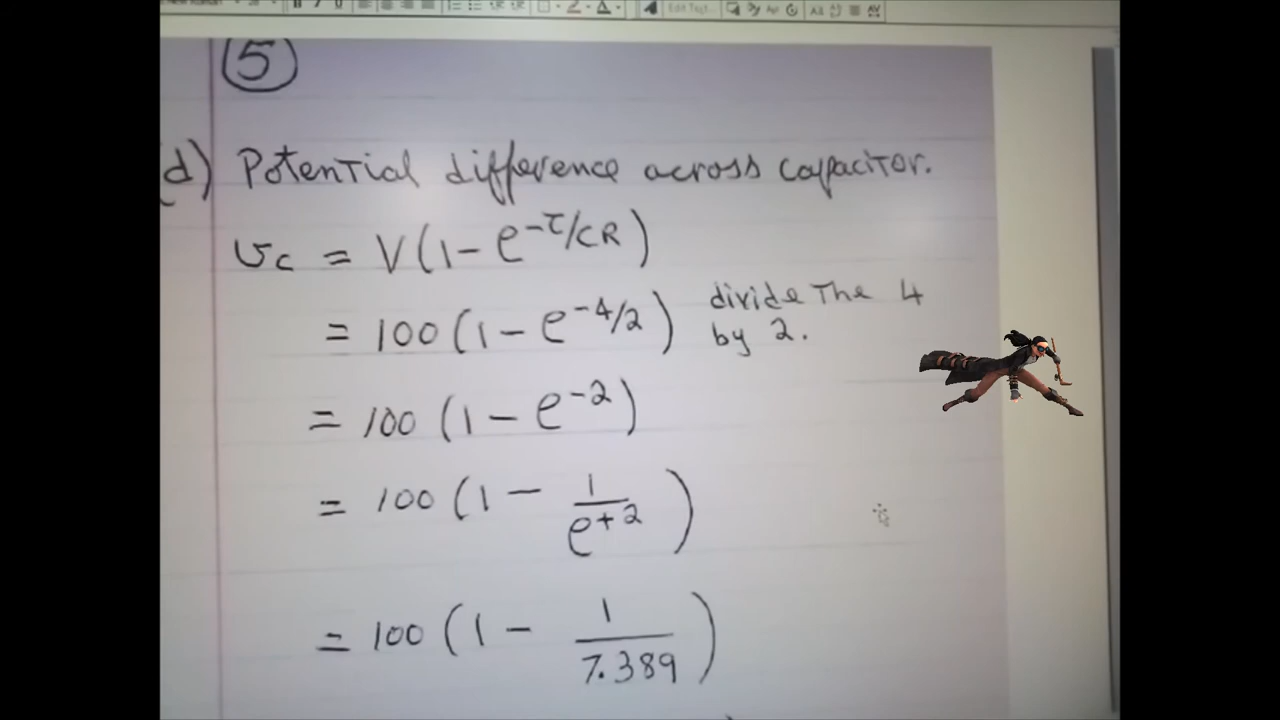 5
(d) Potential difference across capacitor.
υc = V(1 - e^-τ/CR)
= 100 (1 - e^-4/2) divide The 4
by 2.
= 100 (1 - e^-2)
= 100 (1 - 1/e^+2)
= 100 (1 - 1/7.389)